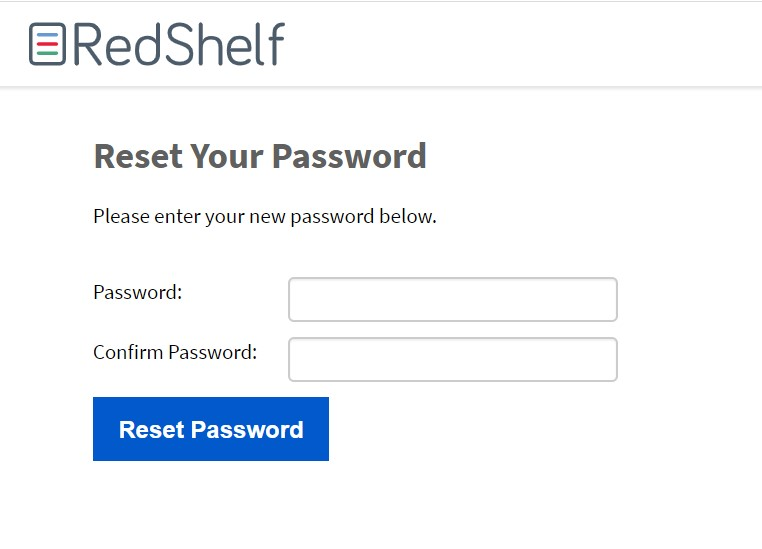 RedShelf
Reset Your Password
Please enter your new password below.
Password:
Confirm Password:
Reset Password